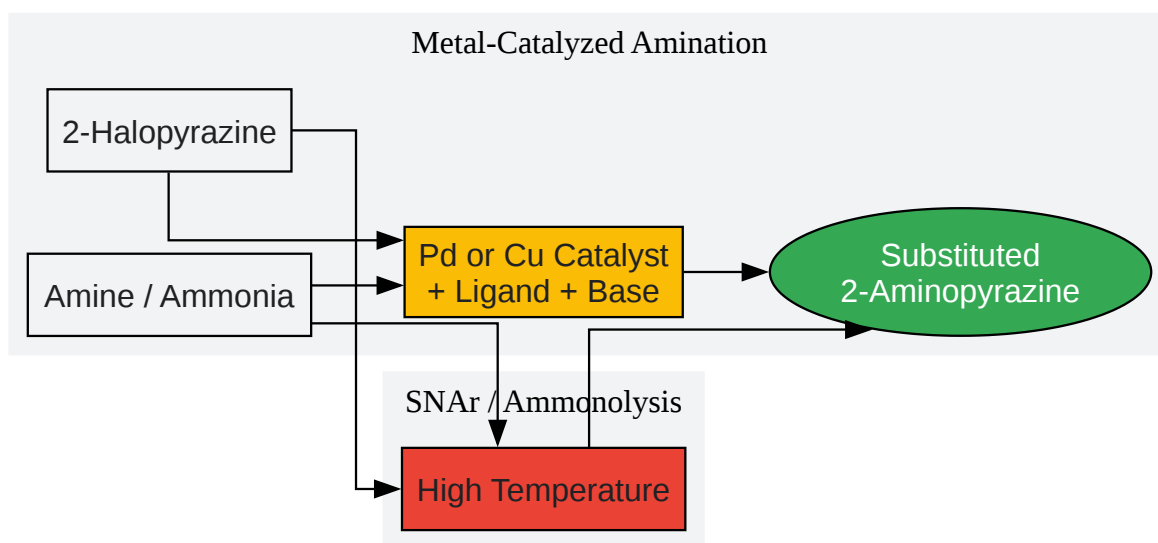 Metal-Catalyzed Amination
2-Halopyrazine
Amine / Ammonia
Pd or Cu Catalyst
+ Ligand + Base
Substituted
2-Aminopyrazine
SNAr / Ammonolysis
High Temperature